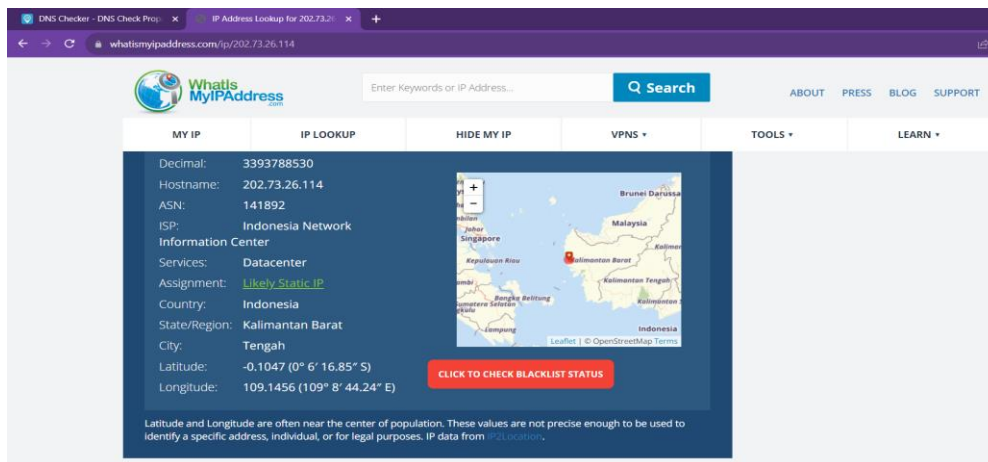 DNS Checker - DNS Check Prop
IP Address Lookup for 202.73.26
whatismyipaddress.com/ip/202.73.26.114
WhatIs
MyIPAddress
.com
Enter Keywords or IP Address...
Search
ABOUT PRESS BLOG SUPPORT
MY IP IP LOOKUP HIDE MY IP VPNS TOOLS LEARN
Decimal: 3393788530
Hostname: 202.73.26.114
ASN: 141892
ISP: Indonesia Network
Information Center
Services: Datacenter
Assignment: Likely Static IP
Country: Indonesia
State/Region: Kalimantan Barat
City: Tengah
Latitude: -0.1047 (0° 6′ 16.85″ S)
Longitude: 109.1456 (109° 8′ 44.24″ E)
+
−
Brunei Darussa
Malaysia
Johor
Singapore
Kepulauan Riau
Kalimantan Barat
Kalimantan Tengah
Bangka Belitung
Sumatera Selatan
Lampung
Indonesia
Leaflet | © OpenStreetMap Terms
CLICK TO CHECK BLACKLIST STATUS
Latitude and Longitude are often near the center of population. These values are not precise enough to be used to
identify a specific address, individual, or for legal purposes. IP data from IP2Location.